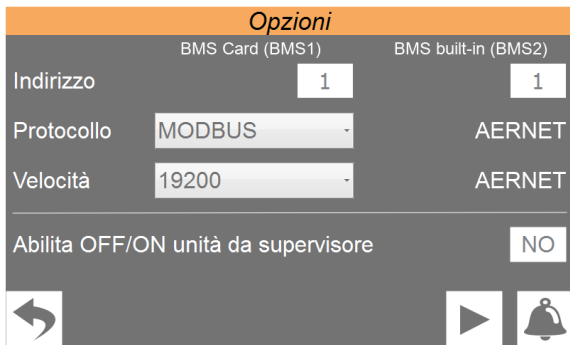 Opzioni
BMS Card (BMS1) BMS built-in (BMS2)
Indirizzo 1 1
Protocollo MODBUS AERNET
Velocità 19200 AERNET
Abilita OFF/ON unità da supervisore NO